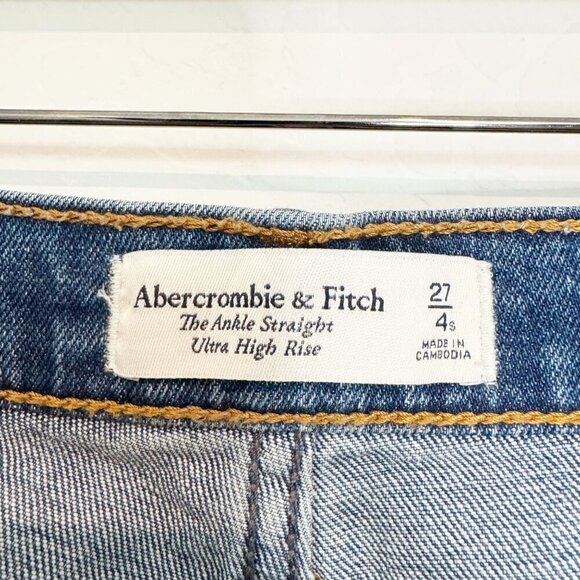 Abercrombie & Fitch
The Ankle Straight
Ultra High Rise
27
4s
MADE IN
CAMBODIA